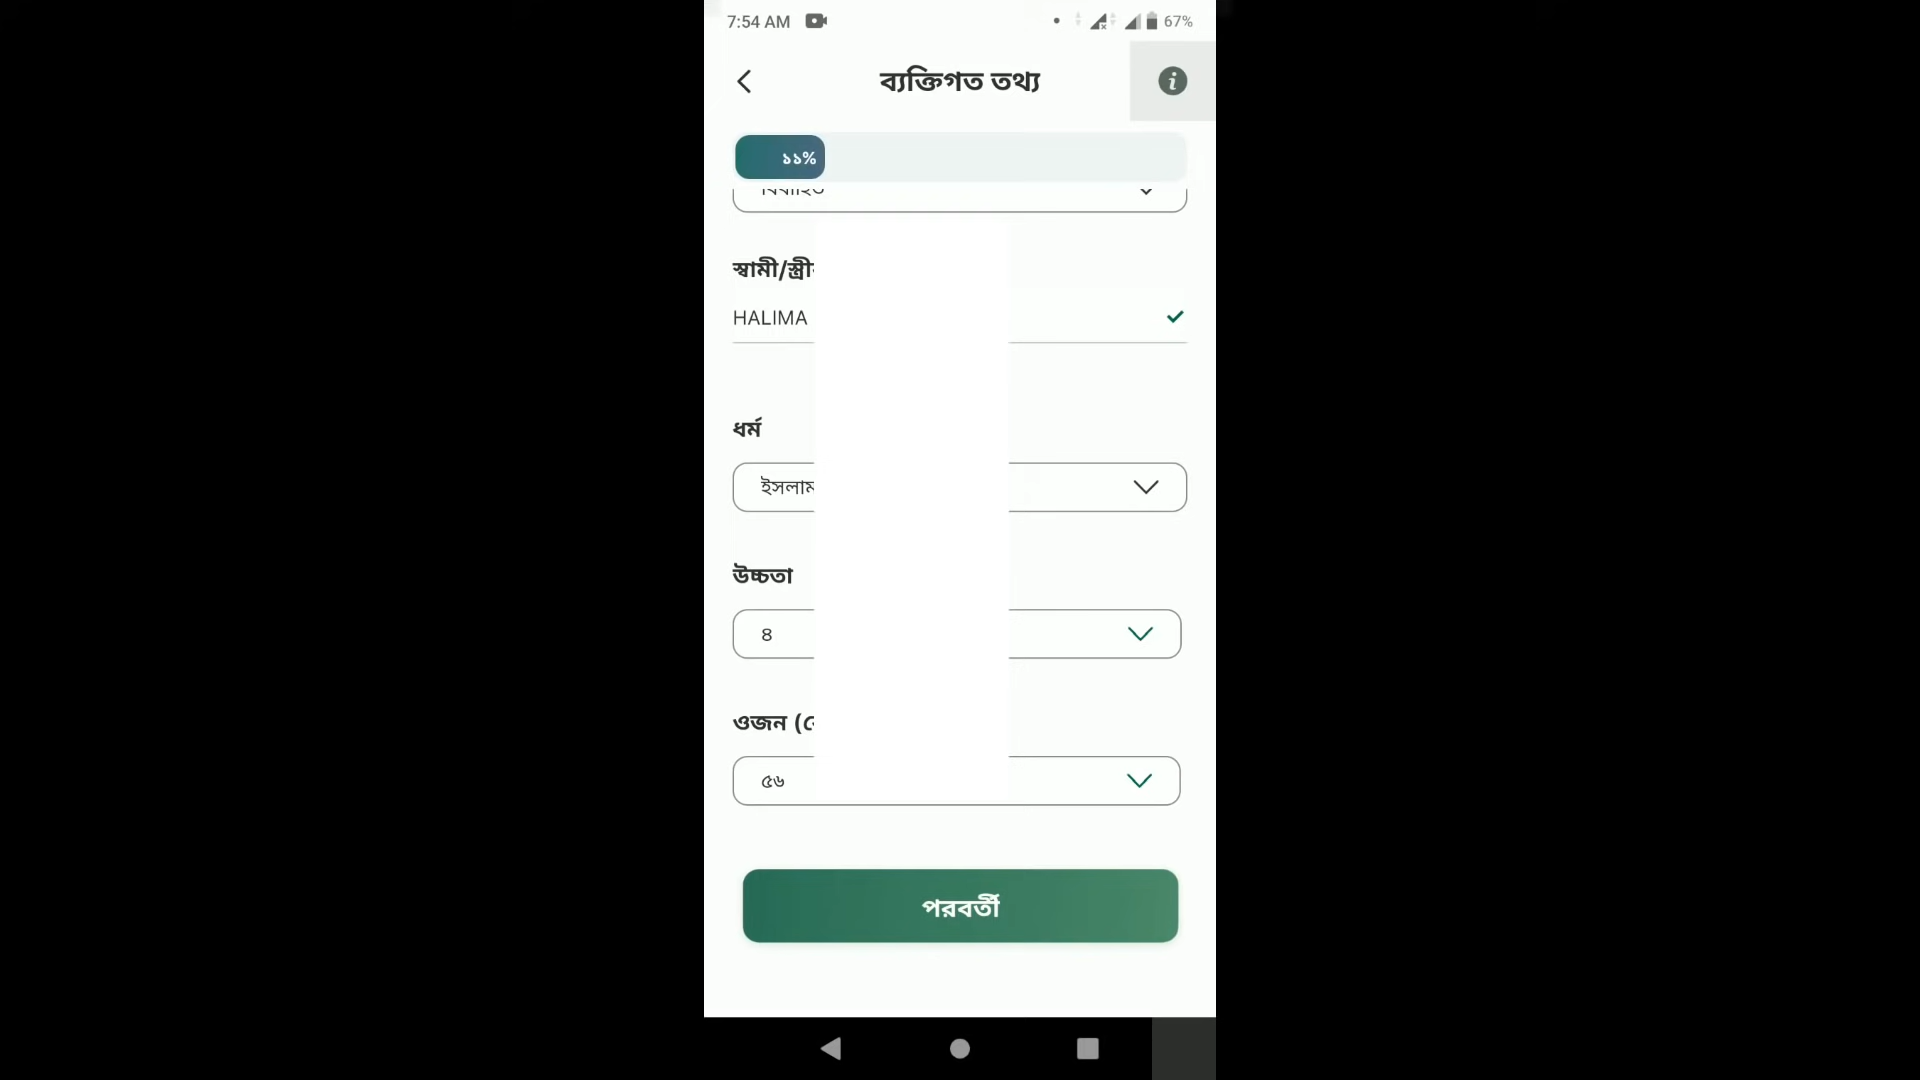 7:54 AM 67%
ব্যক্তিগত তথ্য
১১%
স্বামী/স্ত্রী
HALIMA
ধর্ম
ইসলাম
উচ্চতা
৪
ওজন (
৫৬
পরবর্তী